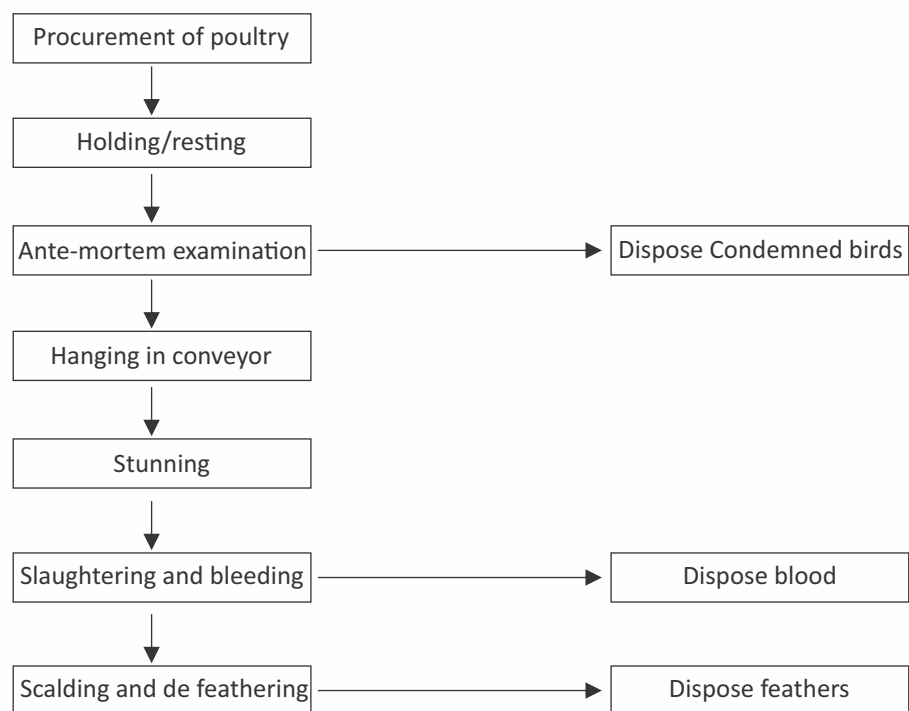 Procurement of poultry
Holding/resting
Ante-mortem examination
Dispose Condemned birds
Hanging in conveyor
Stunning
Slaughtering and bleeding
Dispose blood
Scalding and de feathering
Dispose feathers